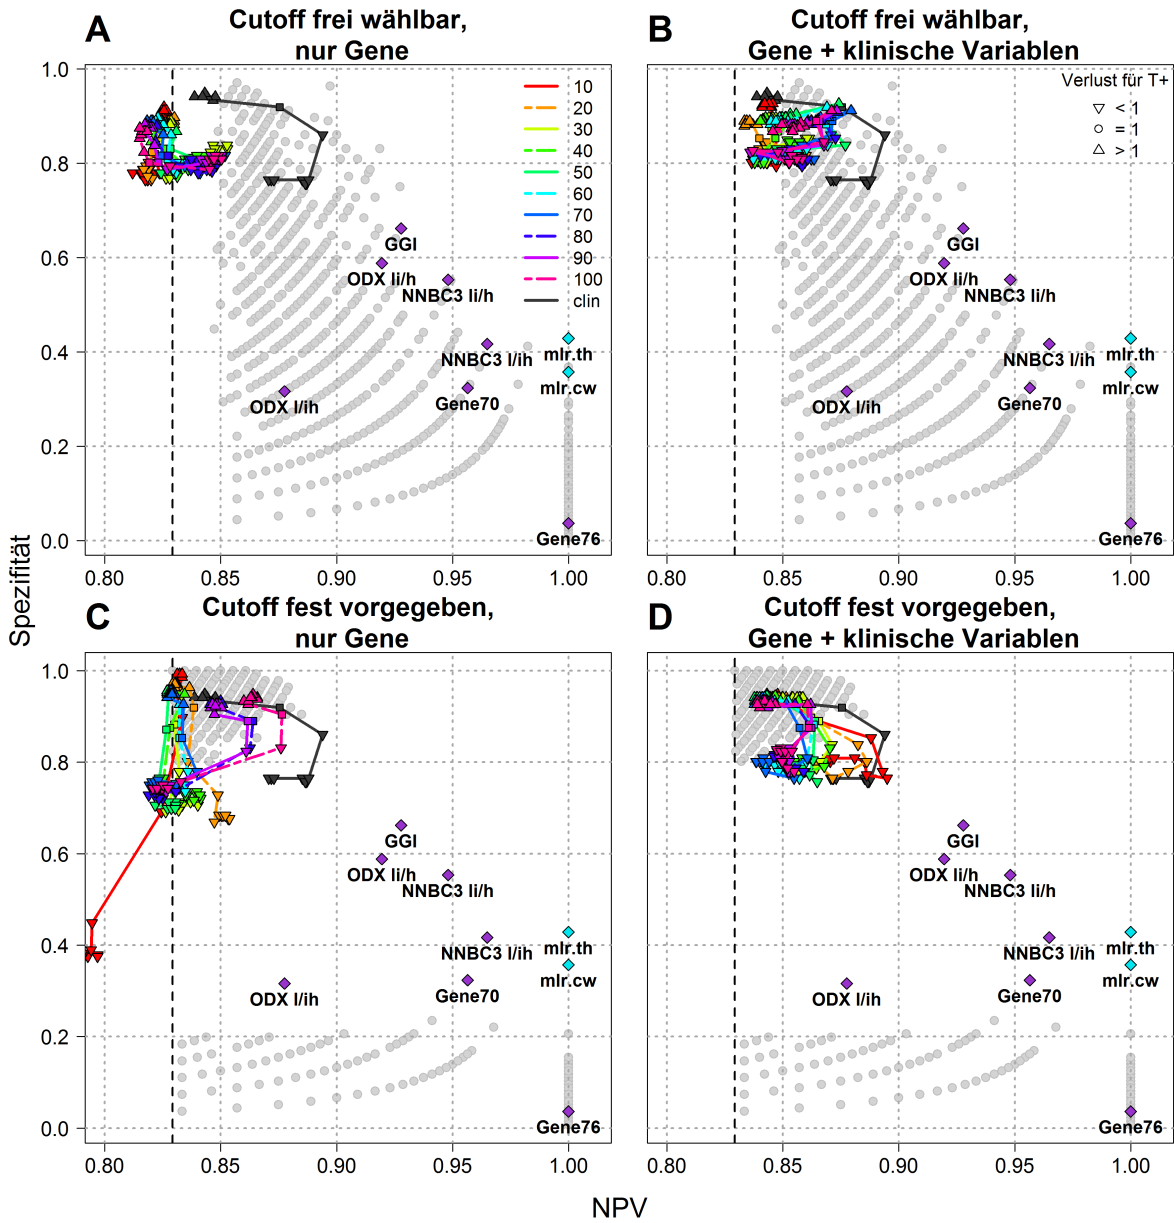 A
Cutoff frei wählbar,
nur Gene
B
Cutoff frei wählbar,
Gene + klinische Variablen
1.0
0.8
0.6
0.4
0.2
0.0
10
20
30
40
50
60
70
80
90
100
clin
GGI
ODX li/h
NNBC3 li/h
NNBC3 l/ih
mlr.th
mlr.cw
ODX l/ih
Gene70
Gene76
0.80
0.85
0.90
0.95
1.00
Verlust für T+
< 1
= 1
> 1
GGI
ODX li/h
NNBC3 li/h
NNBC3 l/ih
mlr.th
mlr.cw
ODX l/ih
Gene70
Gene76
0.80
0.85
0.90
0.95
1.00
Spezifität
C
Cutoff fest vorgegeben,
nur Gene
D
Cutoff fest vorgegeben,
Gene + klinische Variablen
1.0
0.8
0.6
0.4
0.2
0.0
GGI
ODX li/h
NNBC3 li/h
NNBC3 l/ih
mlr.th
mlr.cw
ODX l/ih
Gene70
Gene76
0.80
0.85
0.90
0.95
1.00
GGI
ODX li/h
NNBC3 li/h
NNBC3 l/ih
mlr.th
mlr.cw
ODX l/ih
Gene70
Gene76
0.80
0.85
0.90
0.95
1.00
NPV